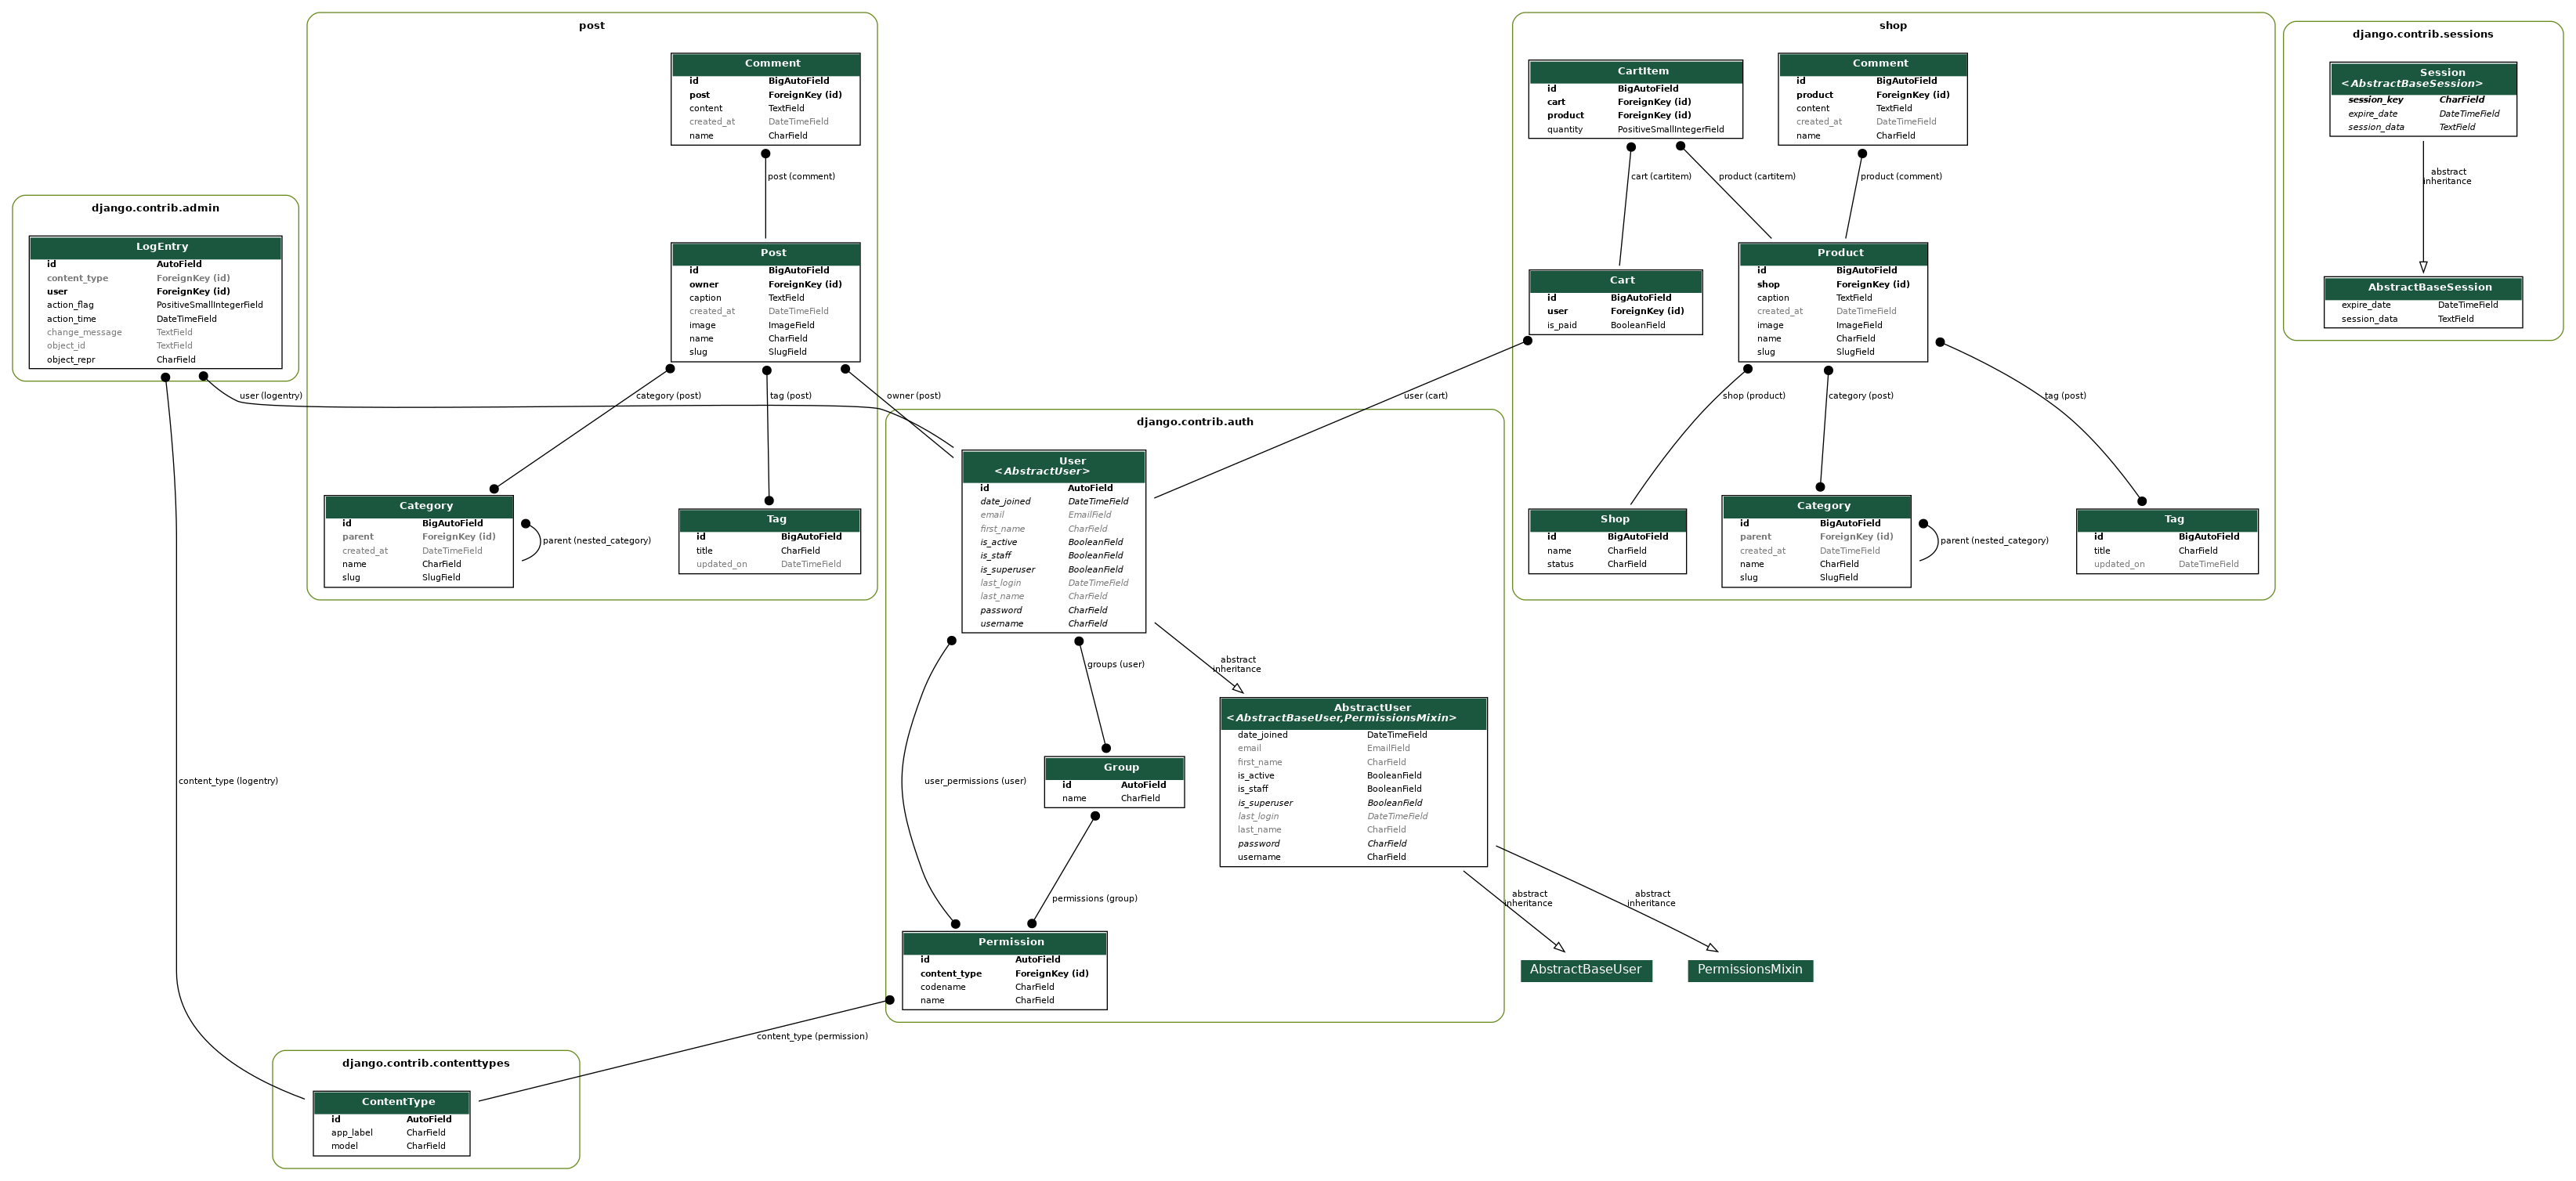 post
Comment
id BigAutoField
post ForeignKey (id)
content TextField
created_at DateTimeField
name CharField
post (comment)
Post
id BigAutoField
owner ForeignKey (id)
caption TextField
created_at DateTimeField
image ImageField
name CharField
slug SlugField
category (post)
tag (post)
owner (post)
Category
id BigAutoField
parent ForeignKey (id)
created_at DateTimeField
name CharField
slug SlugField
parent (nested_category)
Tag
id BigAutoField
title CharField
updated_on DateTimeField
django.contrib.admin
LogEntry
id AutoField
content_type ForeignKey (id)
user ForeignKey (id)
action_flag PositiveSmallIntegerField
action_time DateTimeField
change_message TextField
object_id TextField
object_repr CharField
user (logentry)
content_type (logentry)
shop
CartItem
id BigAutoField
cart ForeignKey (id)
product ForeignKey (id)
quantity PositiveSmallIntegerField
Comment
id BigAutoField
product ForeignKey (id)
content TextField
created_at DateTimeField
name CharField
cart (cartitem)
product (cartitem)
product (comment)
Cart
id BigAutoField
user ForeignKey (id)
is_paid BooleanField
Product
id BigAutoField
shop ForeignKey (id)
caption TextField
created_at DateTimeField
image ImageField
name CharField
slug SlugField
user (cart)
shop (product)
category (post)
tag (post)
Shop
id BigAutoField
name CharField
status CharField
Category
id BigAutoField
parent ForeignKey (id)
created_at DateTimeField
name CharField
slug SlugField
parent (nested_category)
Tag
id BigAutoField
title CharField
updated_on DateTimeField
django.contrib.sessions
Session
<AbstractBaseSession>
session_key CharField
expire_date DateTimeField
session_data TextField
abstract
inheritance
AbstractBaseSession
expire_date DateTimeField
session_data TextField
django.contrib.auth
User
<AbstractUser>
id AutoField
date_joined DateTimeField
email EmailField
first_name CharField
is_active BooleanField
is_staff BooleanField
is_superuser BooleanField
last_login DateTimeField
last_name CharField
password CharField
username CharField
groups (user)
abstract
inheritance
user_permissions (user)
Group
id AutoField
name CharField
AbstractUser
<AbstractBaseUser,PermissionsMixin>
date_joined DateTimeField
email EmailField
first_name CharField
is_active BooleanField
is_staff BooleanField
is_superuser BooleanField
last_login DateTimeField
last_name CharField
password CharField
username CharField
permissions (group)
abstract
inheritance
abstract
inheritance
Permission
id AutoField
content_type ForeignKey (id)
codename CharField
name CharField
AbstractBaseUser
PermissionsMixin
content_type (permission)
django.contrib.contenttypes
ContentType
id AutoField
app_label CharField
model CharField